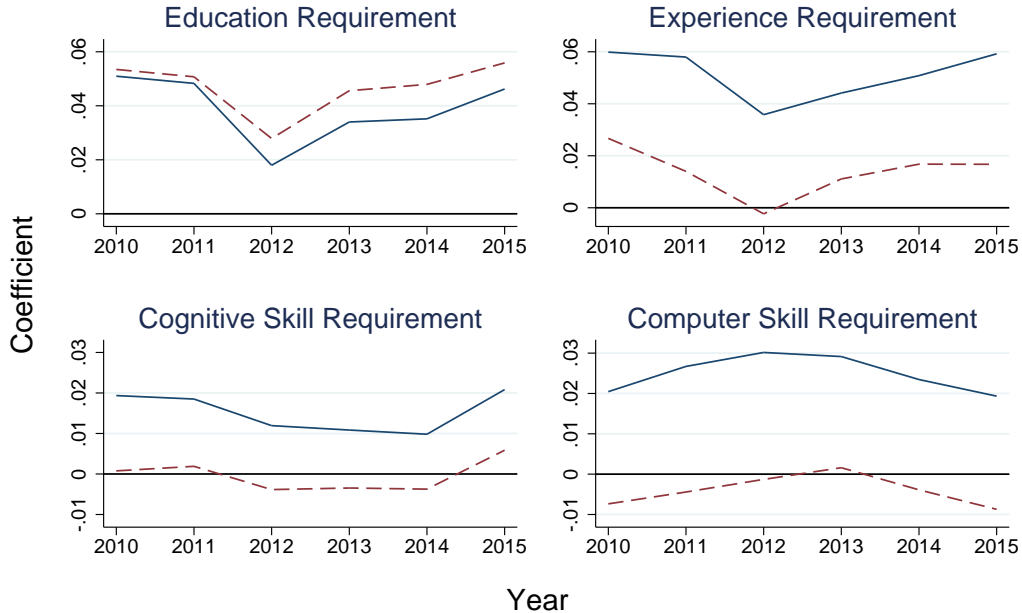 Education Requirement
Experience Requirement
.06
.04
.02
0
2010 2011 2012 2013 2014 2015
.06
.04
.02
0
2010 2011 2012 2013 2014 2015
Coefficient
Cognitive Skill Requirement
Computer Skill Requirement
.03
.02
.01
0
-.01
2010 2011 2012 2013 2014 2015
.03
.02
.01
0
-.01
2010 2011 2012 2013 2014 2015
Year